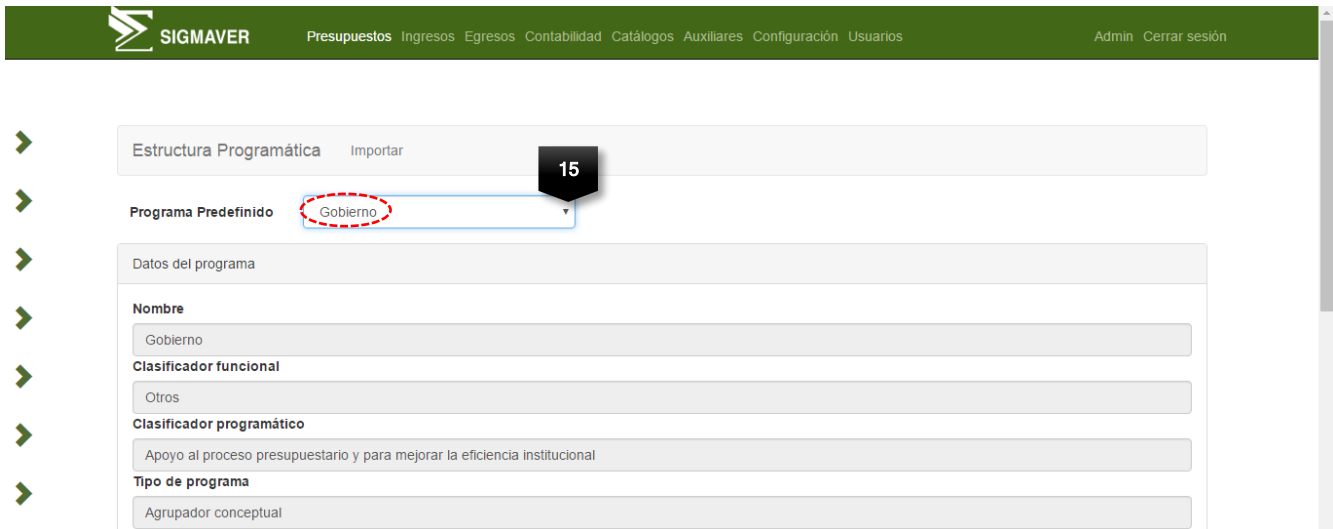 SIGMAVER Presupuestos Ingresos Egresos Contabilidad Catálogos Auxiliares Configuración Usuarios Admin Cerrar sesión
Estructura Programática Importar
15
Programa Predefinido Gobierno
Datos del programa
Nombre
Gobierno
Clasificador funcional
Otros
Clasificador programático
Apoyo al proceso presupuestario y para mejorar la eficiencia institucional
Tipo de programa
Agrupador conceptual